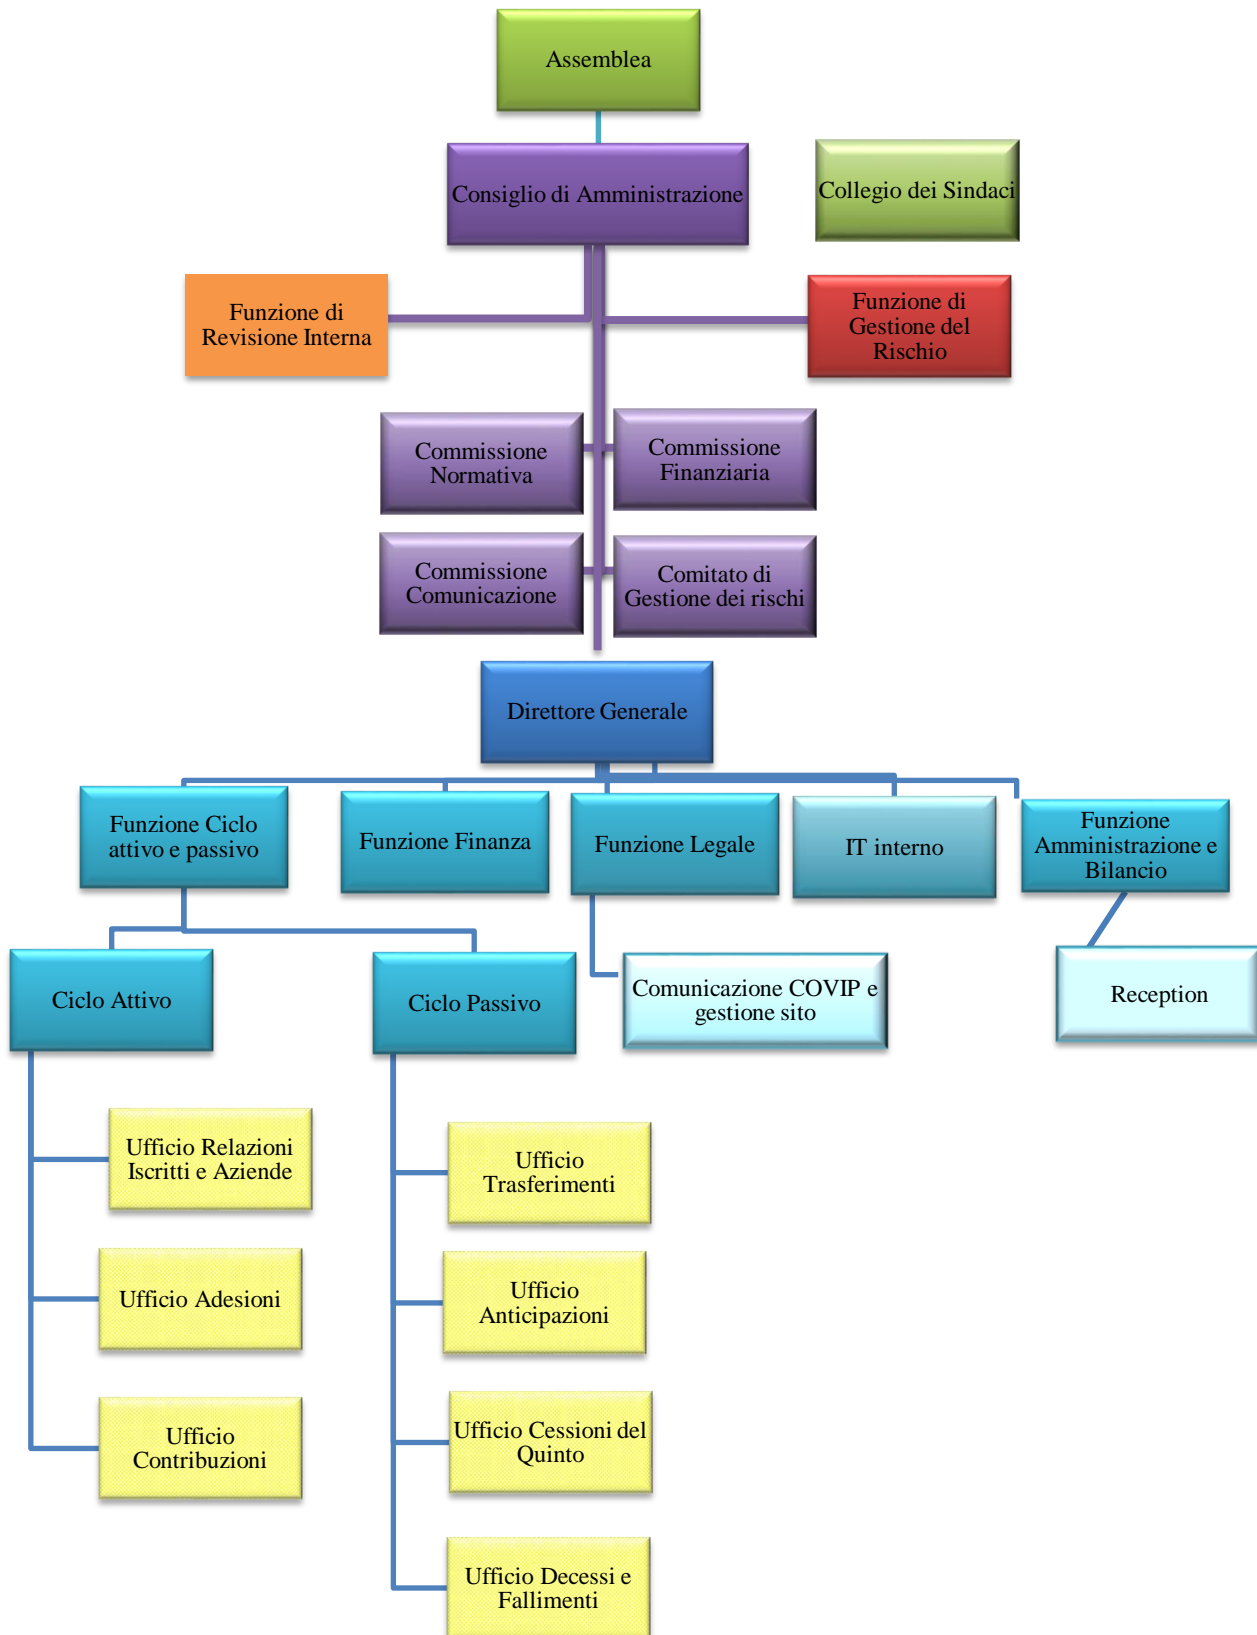 Assemblea
Consiglio di Amministrazione
Collegio dei Sindaci
Funzione di
Revisione Interna
Funzione di
Gestione del
Rischio
Commissione
Normativa
Commissione
Finanziaria
Commissione
Comunicazione
Comitato di
Gestione dei rischi
Direttore Generale
Funzione Ciclo
attivo e passivo
Funzione Finanza
Funzione Legale
IT interno
Funzione
Amministrazione e
Bilancio
Ciclo Attivo
Ciclo Passivo
Comunicazione COVIP e
gestione sito
Reception
Ufficio Relazioni
Iscritti e Aziende
Ufficio
Trasferimenti
Ufficio Adesioni
Ufficio
Anticipazioni
Ufficio
Contribuzioni
Ufficio Cessioni del
Quinto
Ufficio Decessi e
Fallimenti